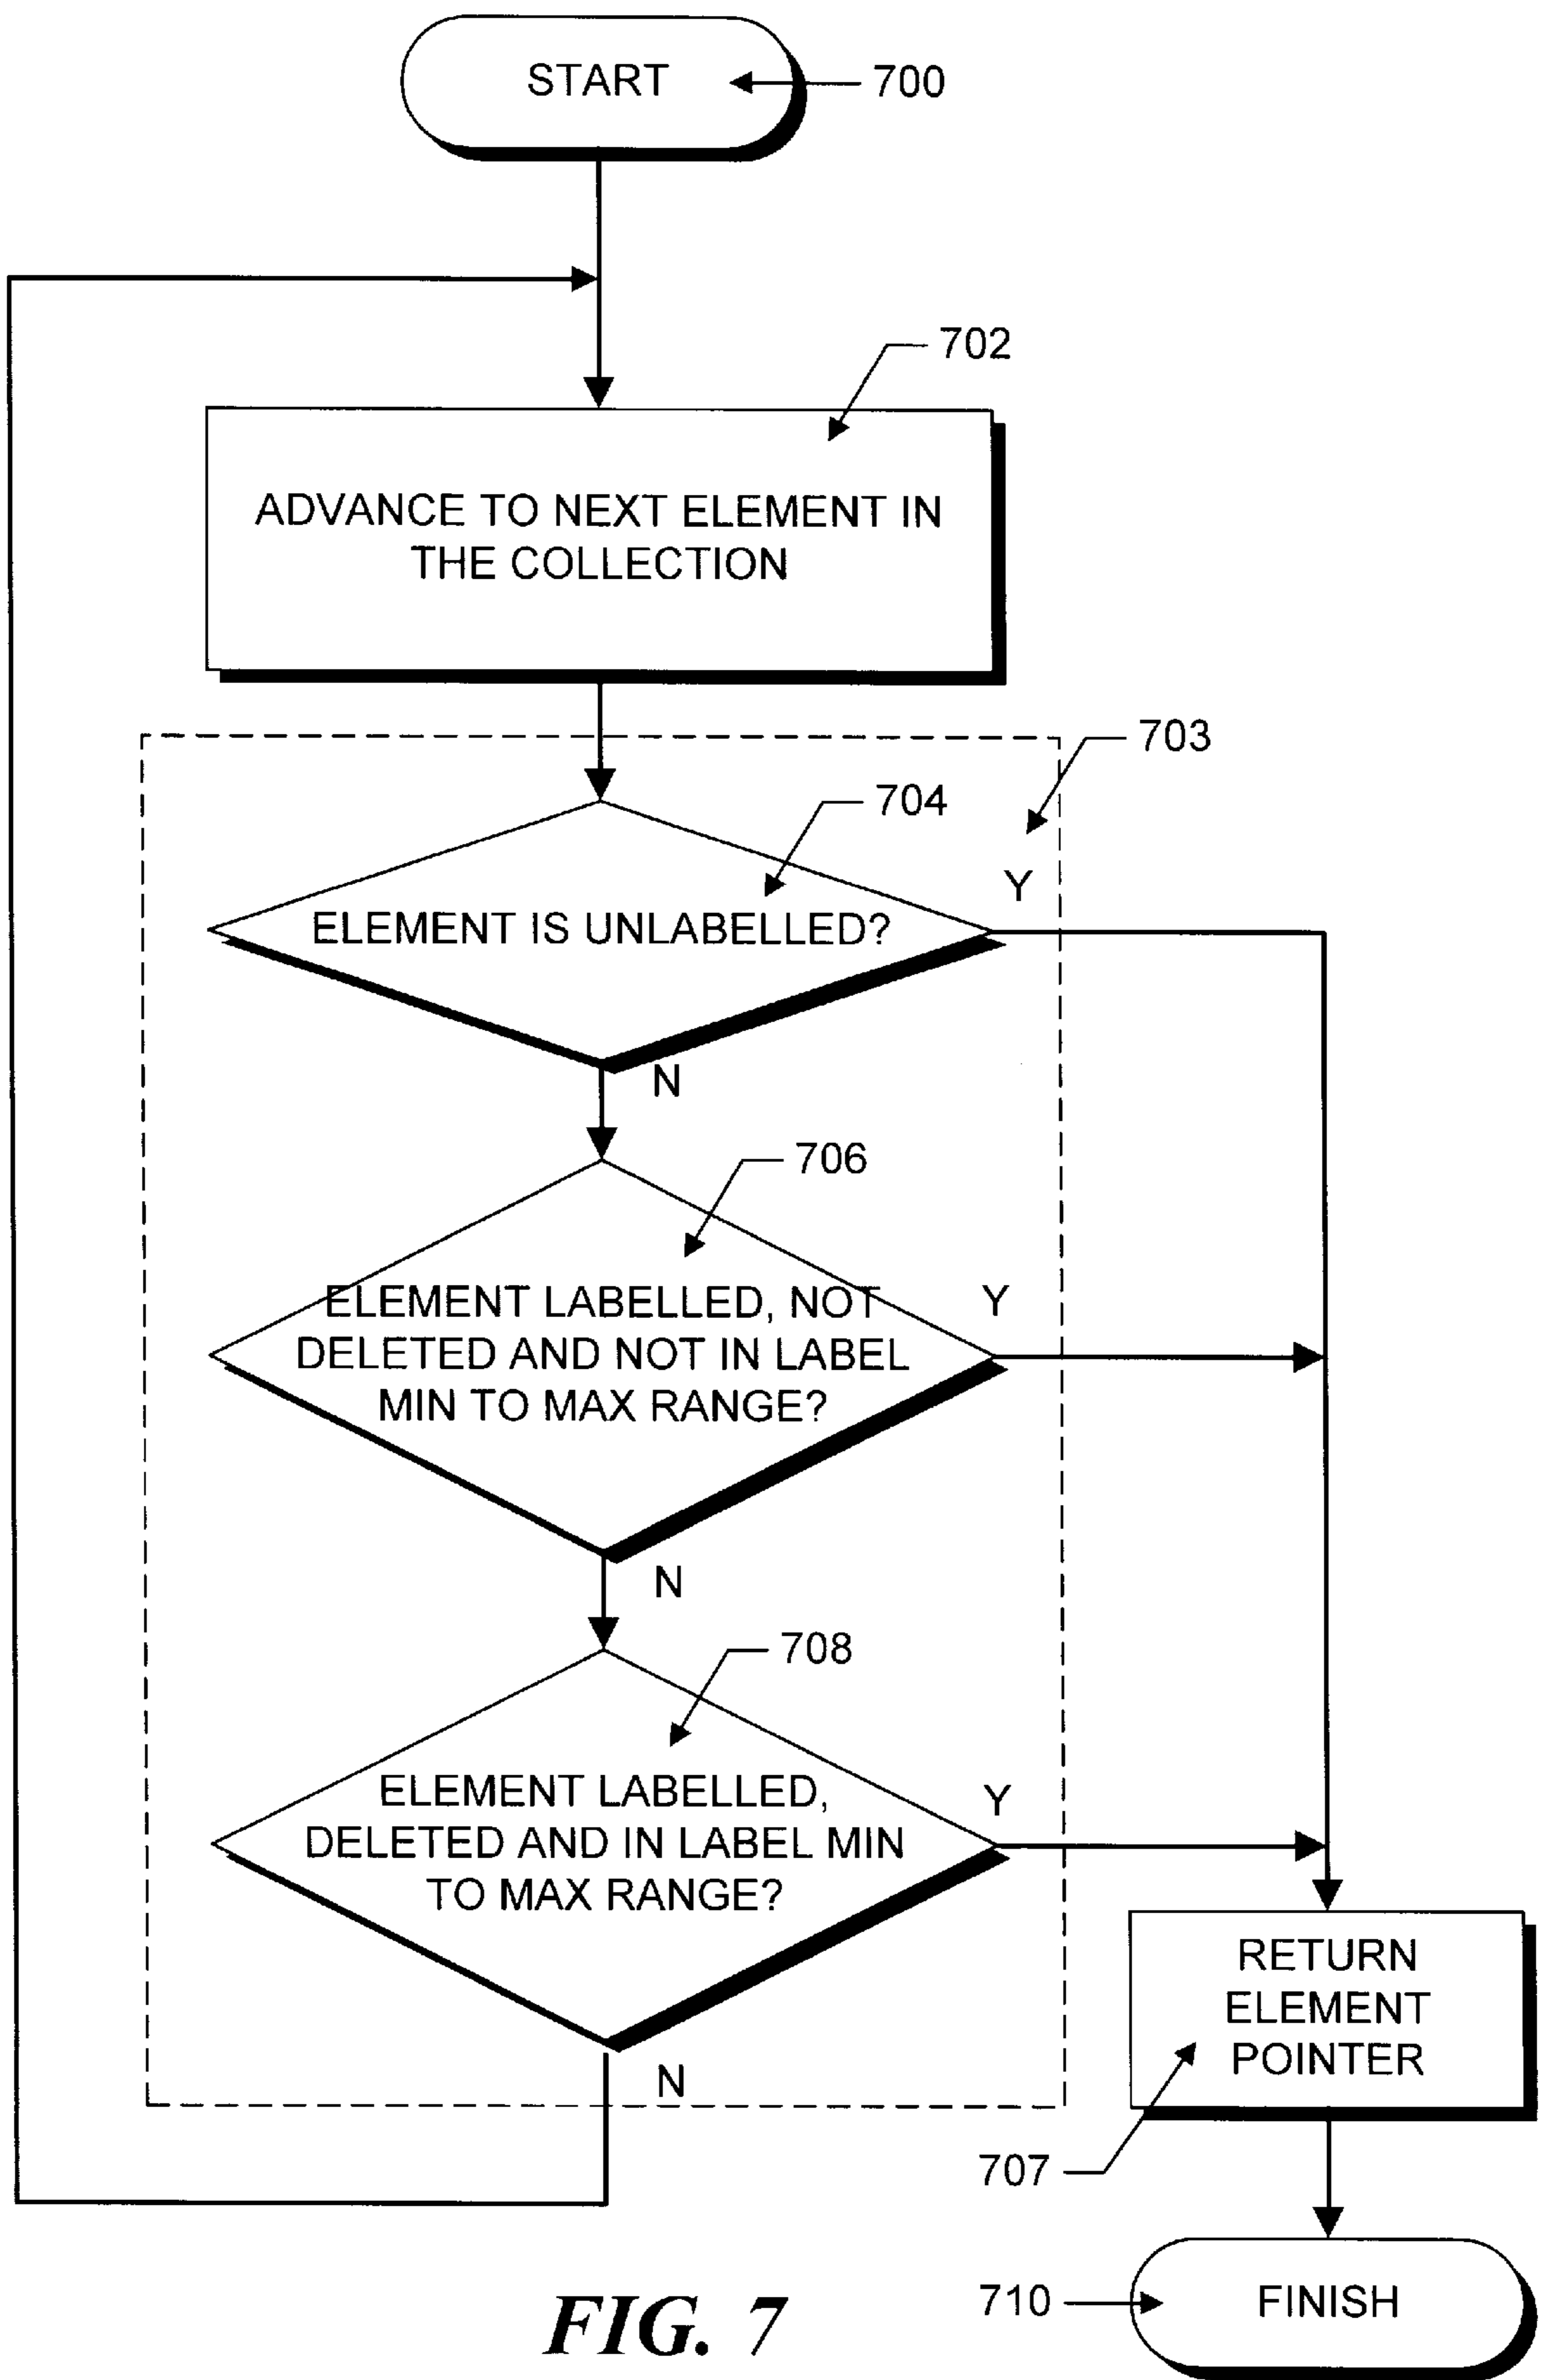 START
700
702
ADVANCE TO NEXT ELEMENT IN
THE COLLECTION
703
704
Y
ELEMENT IS UNLABELLED?
N
706
ELEMENT LABELLED, NOT
DELETED AND NOT IN LABEL
MIN TO MAX RANGE?
Y
N
708
ELEMENT LABELLED,
DELETED AND IN LABEL MIN
TO MAX RANGE?
Y
N
RETURN
ELEMENT
POINTER
707
710
FINISH
FIG. 7